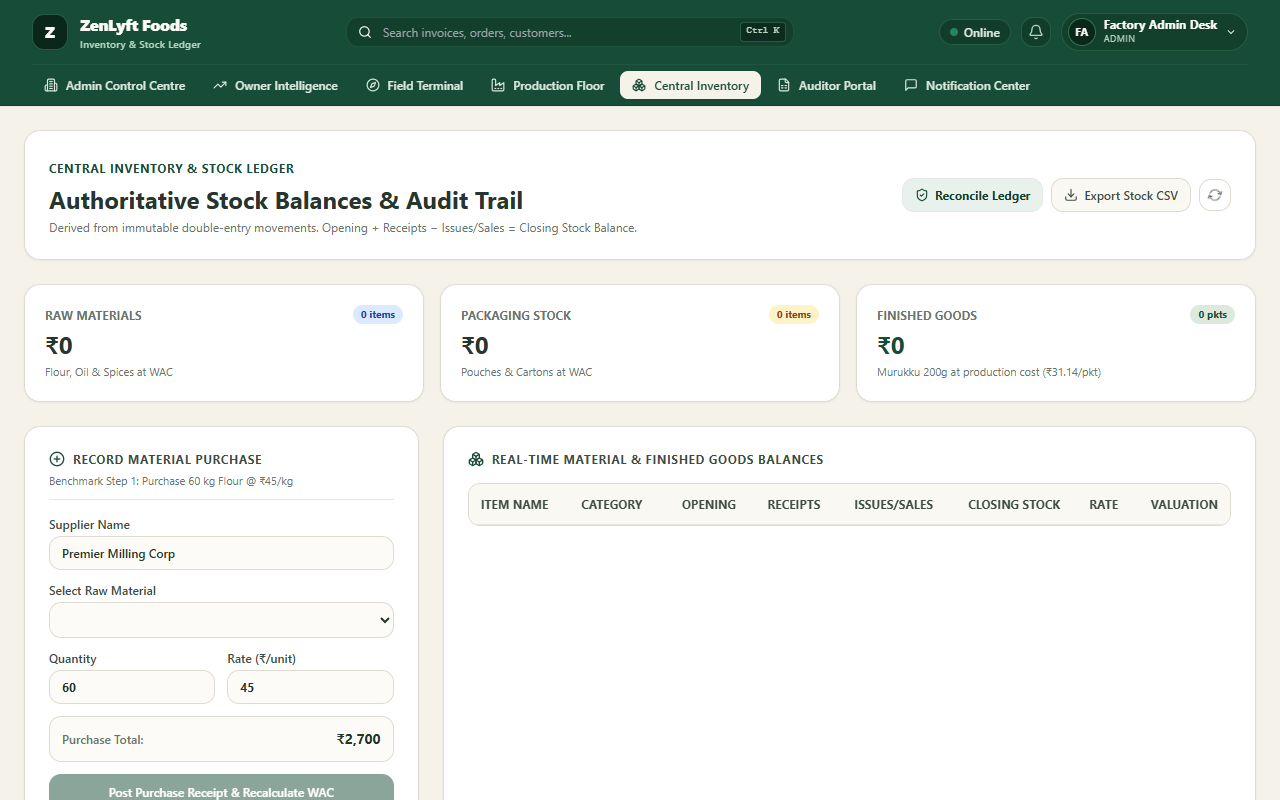 Z
ZenLyft Foods
Inventory & Stock Ledger
Search invoices, orders, customers...
Ctrl K
Online
FA
Factory Admin Desk
ADMIN
Admin Control Centre
Owner Intelligence
Field Terminal
Production Floor
Central Inventory
Auditor Portal
Notification Center
CENTRAL INVENTORY & STOCK LEDGER
Authoritative Stock Balances & Audit Trail
Derived from immutable double-entry movements. Opening + Receipts − Issues/Sales = Closing Stock Balance.
Reconcile Ledger
Export Stock CSV
RAW MATERIALS
0 items
₹0
Flour, Oil & Spices at WAC
PACKAGING STOCK
0 items
₹0
Pouches & Cartons at WAC
FINISHED GOODS
0 pkts
₹0
Murukku 200g at production cost (₹31.14/pkt)
RECORD MATERIAL PURCHASE
Benchmark Step 1: Purchase 60 kg Flour @ ₹45/kg
Supplier Name
Premier Milling Corp
Select Raw Material
Quantity
Rate (₹/unit)
60
45
Purchase Total:
₹2,700
Post Purchase Receipt & Recalculate WAC
REAL-TIME MATERIAL & FINISHED GOODS BALANCES
ITEM NAME CATEGORY OPENING RECEIPTS ISSUES/SALES CLOSING STOCK RATE VALUATION